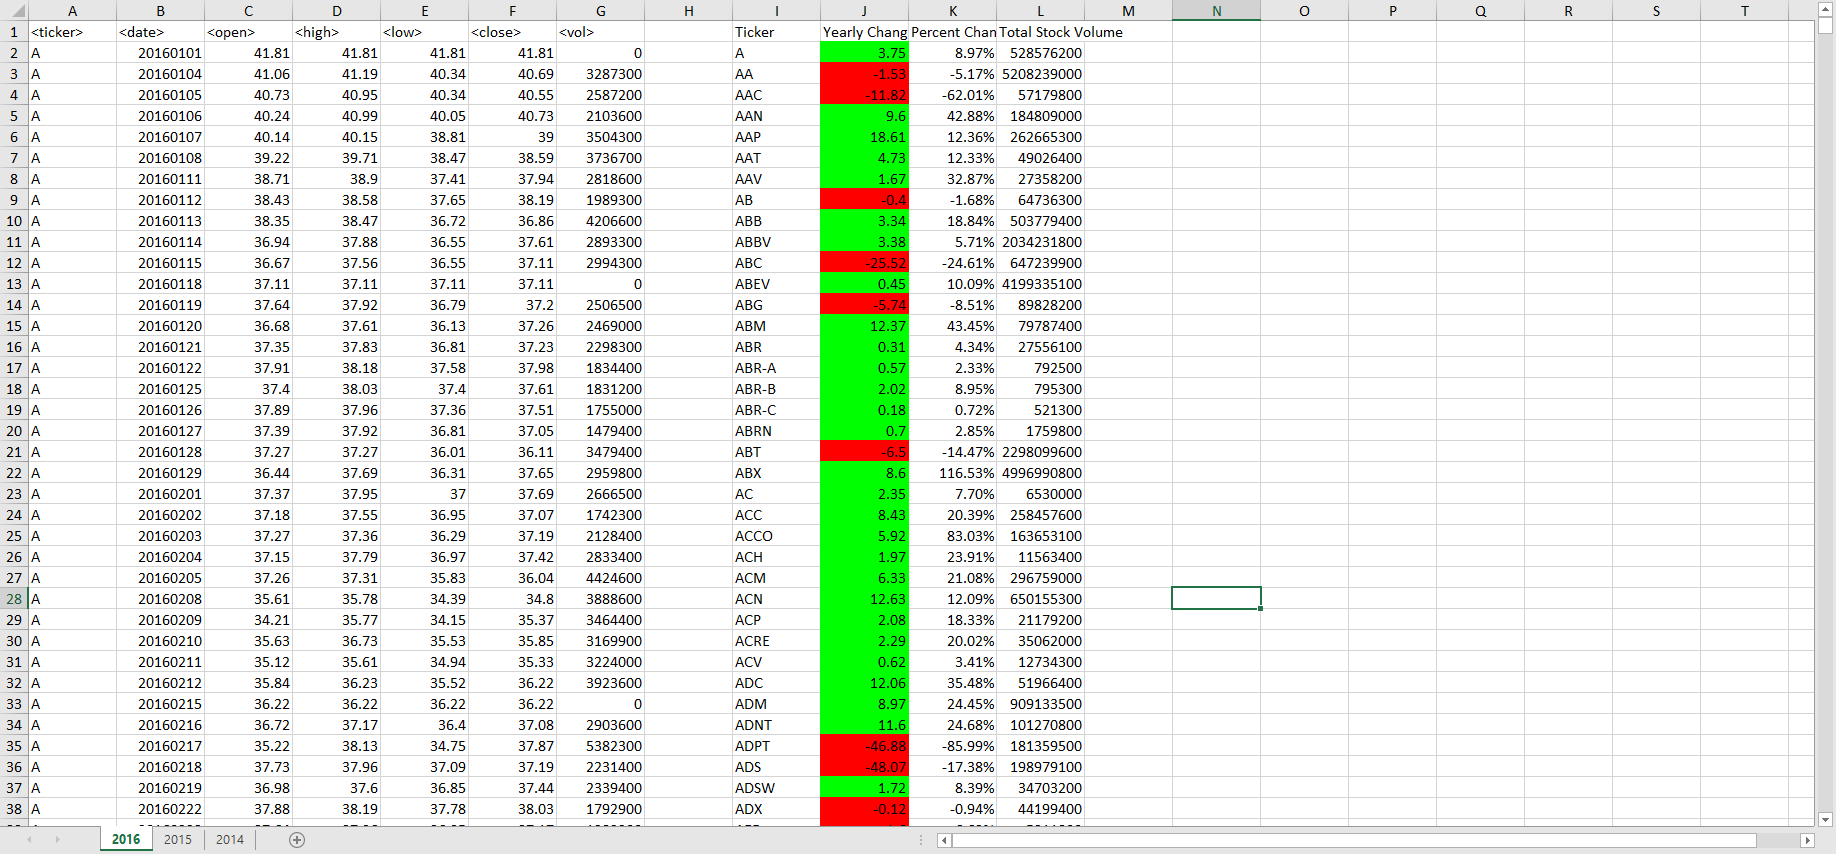 A B C D E F G H I J K L M N O P Q R S T
1 <ticker> <date> <open> <high> <low> <close> <vol> Ticker Yearly Chang Percent Chan Total Stock Volume
2 A 20160101 41.81 41.81 41.81 41.81 0 A 3.75 8.97% 528576200
3 A 20160104 41.06 41.19 40.34 40.69 3287300 AA -1.53 -5.17% 5208239000
4 A 20160105 40.73 40.95 40.34 40.55 2587200 AAC -11.82 -62.01% 57179800
5 A 20160106 40.24 40.99 40.05 40.73 2103600 AAN 9.6 42.88% 184809000
6 A 20160107 40.14 40.15 38.81 39 3504300 AAP 18.61 12.36% 262665300
7 A 20160108 39.22 39.71 38.47 38.59 3736700 AAT 4.73 12.33% 49026400
8 A 20160111 38.71 38.9 37.41 37.94 2818600 AAV 1.67 32.87% 27358200
9 A 20160112 38.43 38.58 37.65 38.19 1989300 AB -0.4 -1.68% 64736300
10 A 20160113 38.35 38.47 36.72 36.86 4206600 ABB 3.34 18.84% 503779400
11 A 20160114 36.94 37.88 36.55 37.61 2893300 ABBV 3.38 5.71% 2034231800
12 A 20160115 36.67 37.56 36.55 37.11 2994300 ABC -25.52 -24.61% 647239900
13 A 20160118 37.11 37.11 37.11 37.11 0 ABEV 0.45 10.09% 4199335100
14 A 20160119 37.64 37.92 36.79 37.2 2506500 ABG -5.74 -8.51% 89828200
15 A 20160120 36.68 37.61 36.13 37.26 2469000 ABM 12.37 43.45% 79787400
16 A 20160121 37.35 37.83 36.81 37.23 2298300 ABR 0.31 4.34% 27556100
17 A 20160122 37.91 38.18 37.58 37.98 1834400 ABR-A 0.57 2.33% 792500
18 A 20160125 37.4 38.03 37.4 37.61 1831200 ABR-B 2.02 8.95% 795300
19 A 20160126 37.89 37.96 37.36 37.51 1755000 ABR-C 0.18 0.72% 521300
20 A 20160127 37.39 37.92 36.81 37.05 1479400 ABRN 0.7 2.85% 1759800
21 A 20160128 37.27 37.27 36.01 36.11 3479400 ABT -6.5 -14.47% 2298099600
22 A 20160129 36.44 37.69 36.31 37.65 2959800 ABX 8.6 116.53% 4996990800
23 A 20160201 37.37 37.95 37 37.69 2666500 AC 2.35 7.70% 6530000
24 A 20160202 37.18 37.55 36.95 37.07 1742300 ACC 8.43 20.39% 258457600
25 A 20160203 37.27 37.36 36.29 37.19 2128400 ACCO 5.92 83.03% 163653100
26 A 20160204 37.15 37.79 36.97 37.42 2833400 ACH 1.97 23.91% 11563400
27 A 20160205 37.26 37.31 35.83 36.04 4424600 ACM 6.33 21.08% 296759000
28 A 20160208 35.61 35.78 34.39 34.8 3888600 ACN 12.63 12.09% 650155300
29 A 20160209 34.21 35.77 34.15 35.37 3464400 ACP 2.08 18.33% 21179200
30 A 20160210 35.63 36.73 35.53 35.85 3169900 ACRE 2.29 20.02% 35062000
31 A 20160211 35.12 35.61 34.94 35.33 3224000 ACV 0.62 3.41% 12734300
32 A 20160212 35.84 36.23 35.52 36.22 3923600 ADC 12.06 35.48% 51966400
33 A 20160215 36.22 36.22 36.22 36.22 0 ADM 8.97 24.45% 909133500
34 A 20160216 36.72 37.17 36.4 37.08 2903600 ADNT 11.6 24.68% 101270800
35 A 20160217 35.22 38.13 34.75 37.87 5382300 ADPT -46.88 -85.99% 181359500
36 A 20160218 37.73 37.96 37.09 37.19 2231400 ADS -48.07 -17.38% 198979100
37 A 20160219 36.98 37.6 36.85 37.44 2339400 ADSW 1.72 8.39% 34703200
38 A 20160222 37.88 38.19 37.78 38.03 1792900 ADX -0.12 -0.94% 44199400
2016 2015 2014